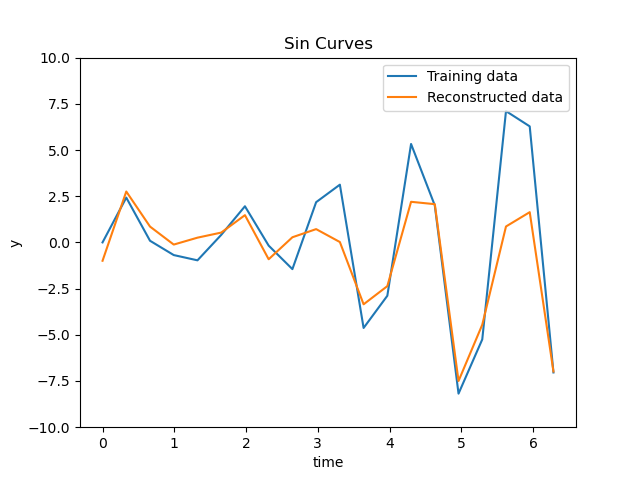 Sin Curves
Training data
Reconstructed data
10.0
7.5
5.0
2.5
0.0
−2.5
−5.0
−7.5
−10.0
y
0 1 2 3 4 5 6
time